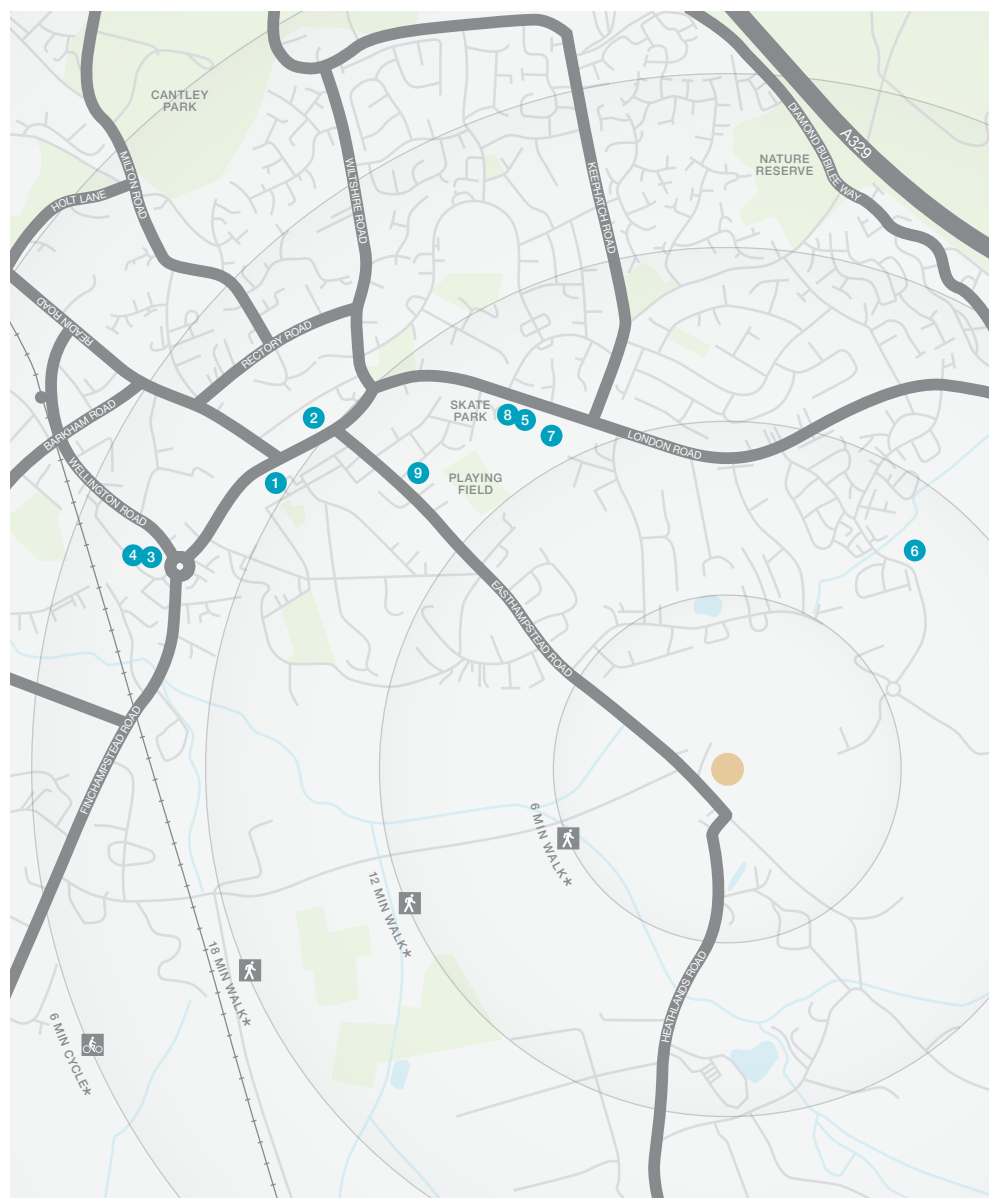 CANTLEY
PARK
MILTON ROAD
HOLT LANE
WILTSHIRE ROAD
KEEPHATCH ROAD
NATURE
RESERVE
DIAMOND JUBILEE WAY
A329
READIN ROAD
RECTORY ROAD
BARKHAM ROAD
WELLINGTON ROAD
2
SKATE
PARK
8
5
7
LONDON ROAD
9
PLAYING
FIELD
1
4
3
6
EASTHAMPSTEAD ROAD
FINCHAMPSTEAD ROAD
6 MIN WALK*
12 MIN WALK*
18 MIN WALK*
6 MIN CYCLE*
HEATHLANDS ROAD